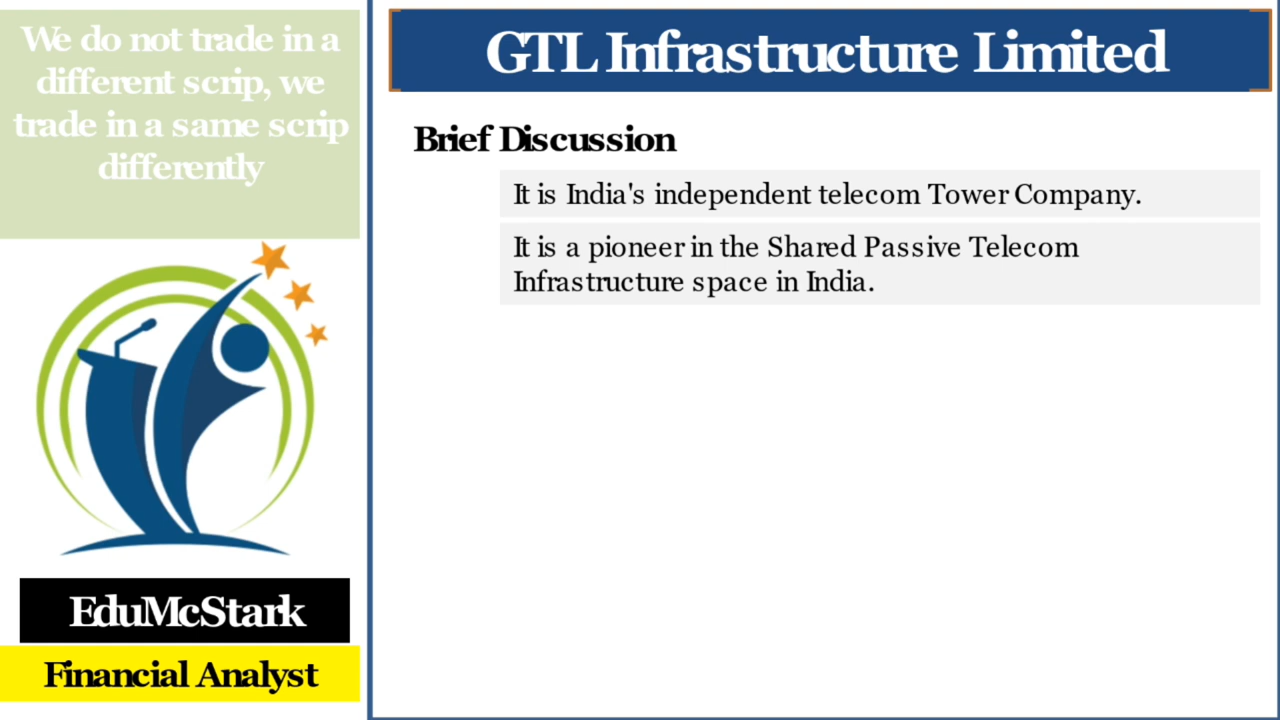 We do not trade in a
different scrip, we
trade in a same scrip
differently
EduMcStark
Financial Analyst
GTL Infrastructure Limited
Brief Discussion
It is India's independent telecom Tower Company.
It is a pioneer in the Shared Passive Telecom
Infrastructure space in India.